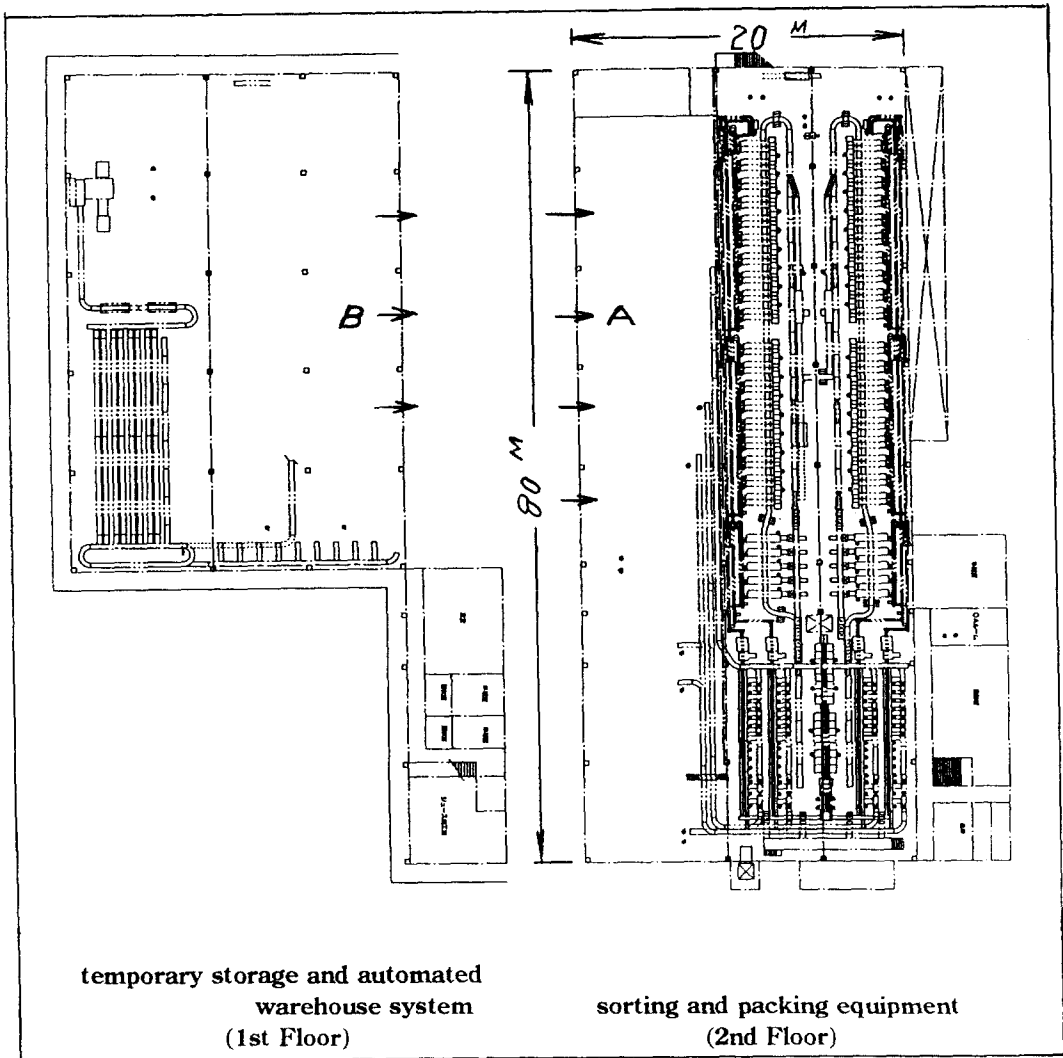 20 M
B
A
80 M
temporary storage and automated
warehouse system
(1st Floor)
sorting and packing equipment
(2nd Floor)